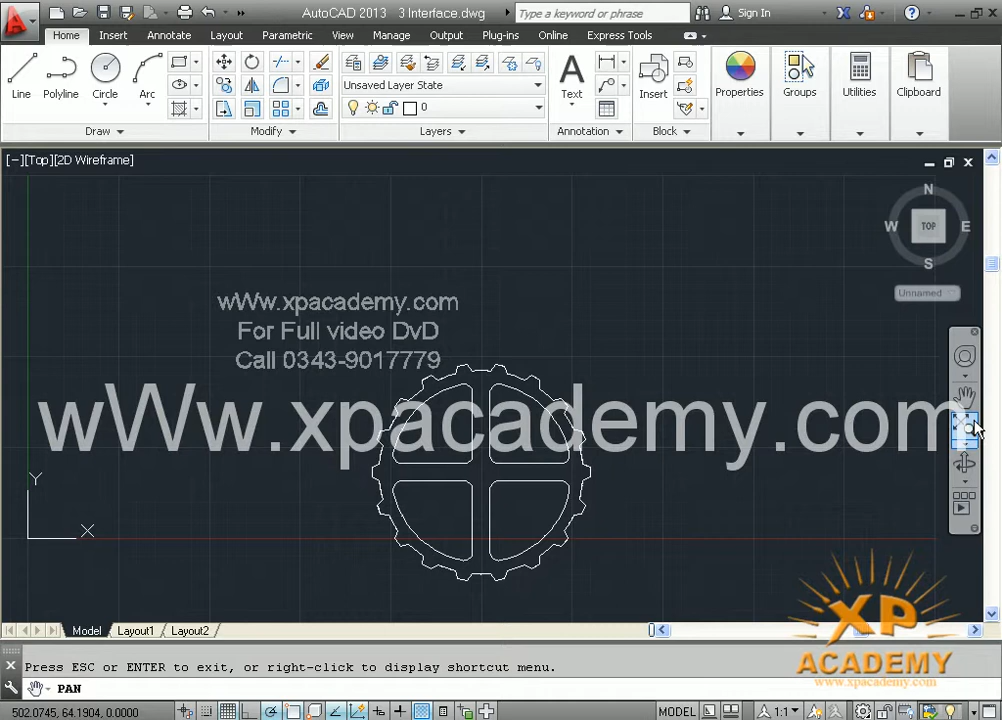 AutoCAD 2013 3 Interface.dwg
Type a keyword or phrase
Sign In
Home Insert Annotate Layout Parametric View Manage Output Plug-ins Online Express Tools
Line Polyline Circle Arc
Unsaved Layer State
0
Text
Insert
Properties
Groups
Utilities
Clipboard
Draw Modify Layers Annotation Block
[−][Top][2D Wireframe]
N
W TOP E
S
Unnamed
wWw.xpacademy.com
For Full video DvD
Call 0343-9017779
wWw.xpacademy.com
Y
X
XP
ACADEMY
www.xpacademy.com
Model Layout1 Layout2
Press ESC or ENTER to exit, or right-click to display shortcut menu.
PAN
502.0745, 64.1904, 0.0000
MODEL
1:1